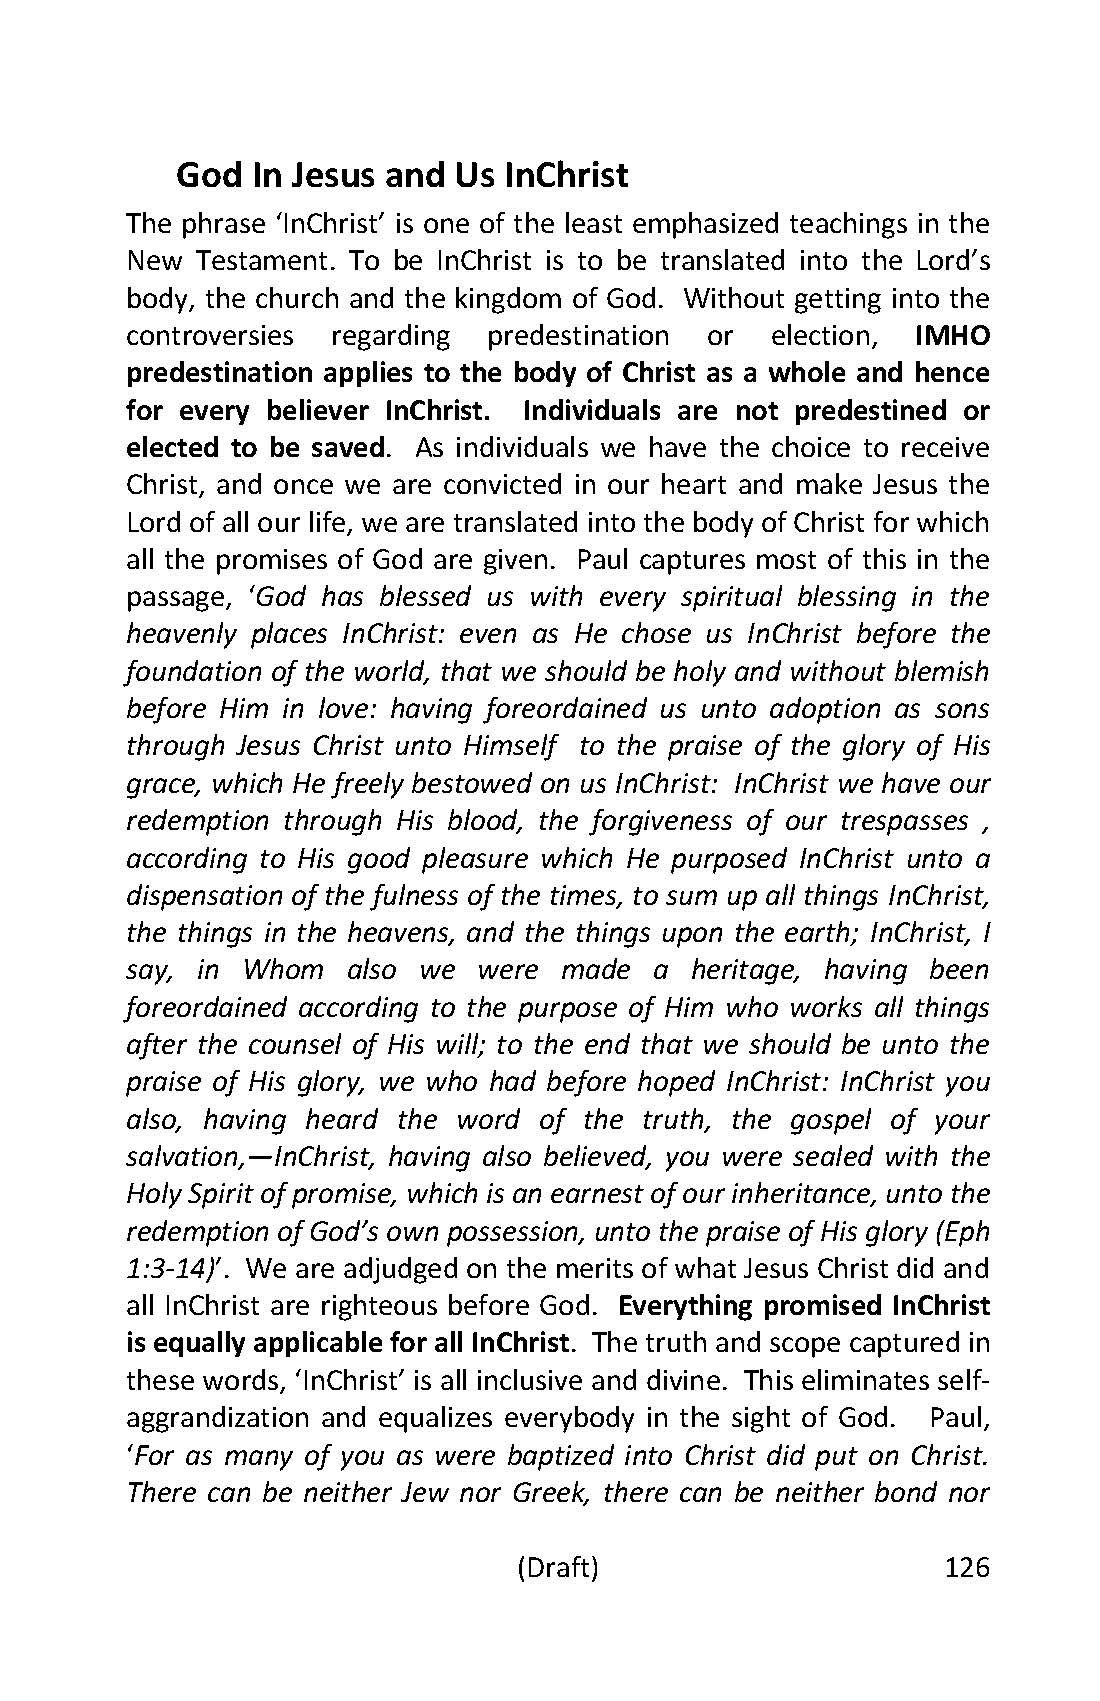 God In Jesus and Us InChrist
The phrase ‘InChrist’ is one of the least emphasized teachings in the
New Testament. To be InChrist is to be translated into the Lord’s
body, the church and the kingdom of God.  Without getting into the
controversies regarding predestination or election, IMHO
predestination applies to the body of Christ as a whole and hence
for every believer InChrist.  Individuals are not predestined or
elected to be saved.  As individuals we have the choice to receive
Christ, and once we are convicted in our heart and make Jesus the
Lord of all our life, we are translated into the body of Christ for which
all the promises of God are given.  Paul captures most of this in the
passage, ‘God has blessed us with every spiritual blessing in the
heavenly places InChrist: even as He chose us InChrist before the
foundation of the world, that we should be holy and without blemish
before Him in love: having foreordained us unto adoption as sons
through Jesus Christ unto Himself  to the praise of the glory of His
grace, which He freely bestowed on us InChrist:  InChrist we have our
redemption through His blood, the forgiveness of our trespasses ,
according to His good pleasure which He purposed InChrist unto a
dispensation of the fulness of the times, to sum up all things InChrist,
the things in the heavens, and the things upon the earth; InChrist, I
say, in Whom also we were made a heritage, having been
foreordained according to the purpose of Him who works all things
after the counsel of His will; to the end that we should be unto the
praise of His glory, we who had before hoped InChrist: InChrist you
also, having heard the word of the truth, the gospel of your
salvation,—InChrist, having also believed, you were sealed with the
Holy Spirit of promise, which is an earnest of our inheritance, unto the
redemption of God’s own possession, unto the praise of His glory (Eph
1:3-14)’.  We are adjudged on the merits of what Jesus Christ did and
all InChrist are righteous before God.  Everything promised InChrist
is equally applicable for all InChrist.  The truth and scope captured in
these words, ‘InChrist’ is all inclusive and divine.  This eliminates self-
aggrandization and equalizes everybody in the sight of God.  Paul,
‘For as many of you as were baptized into Christ did put on Christ.
There can be neither Jew nor Greek, there can be neither bond nor
(Draft) 126